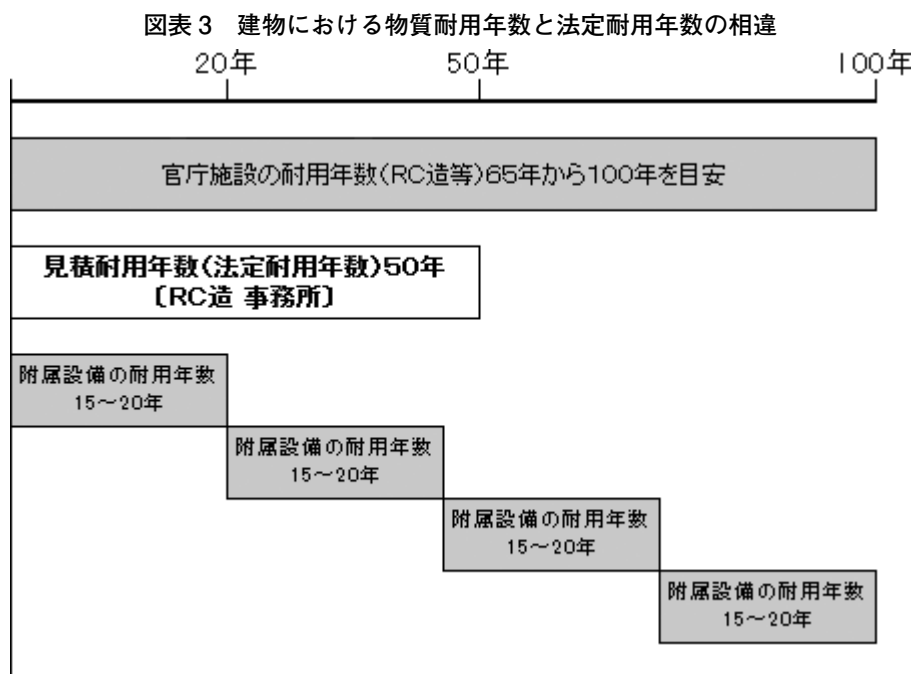 図表3 建物における物質耐用年数と法定耐用年数の相違
20年 50年 100年
官庁施設の耐用年数(RC造等)65年から100年を目安
見積耐用年数(法定耐用年数)50年
〔RC造 事務所〕
附属設備の耐用年数
15～20年
附属設備の耐用年数
15～20年
附属設備の耐用年数
15～20年
附属設備の耐用年数
15～20年